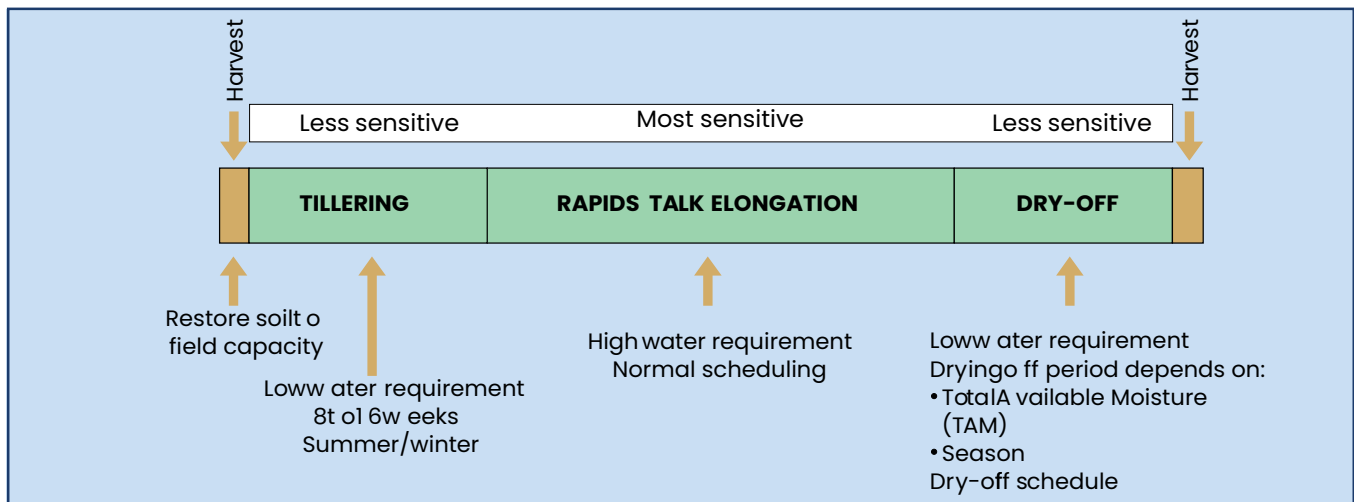 Harvest
Harvest
Less sensitive
Most sensitive
Less sensitive
TILLERING
RAPIDS TALK ELONGATION
DRY-OFF
Restore soilt o
field capacity
Loww ater requirement
8t o1 6w eeks
Summer/winter
High water requirement
Normal scheduling
Loww ater requirement
Dryingo ff period depends on:
• TotalA vailable Moisture
(TAM)
• Season
Dry-off schedule